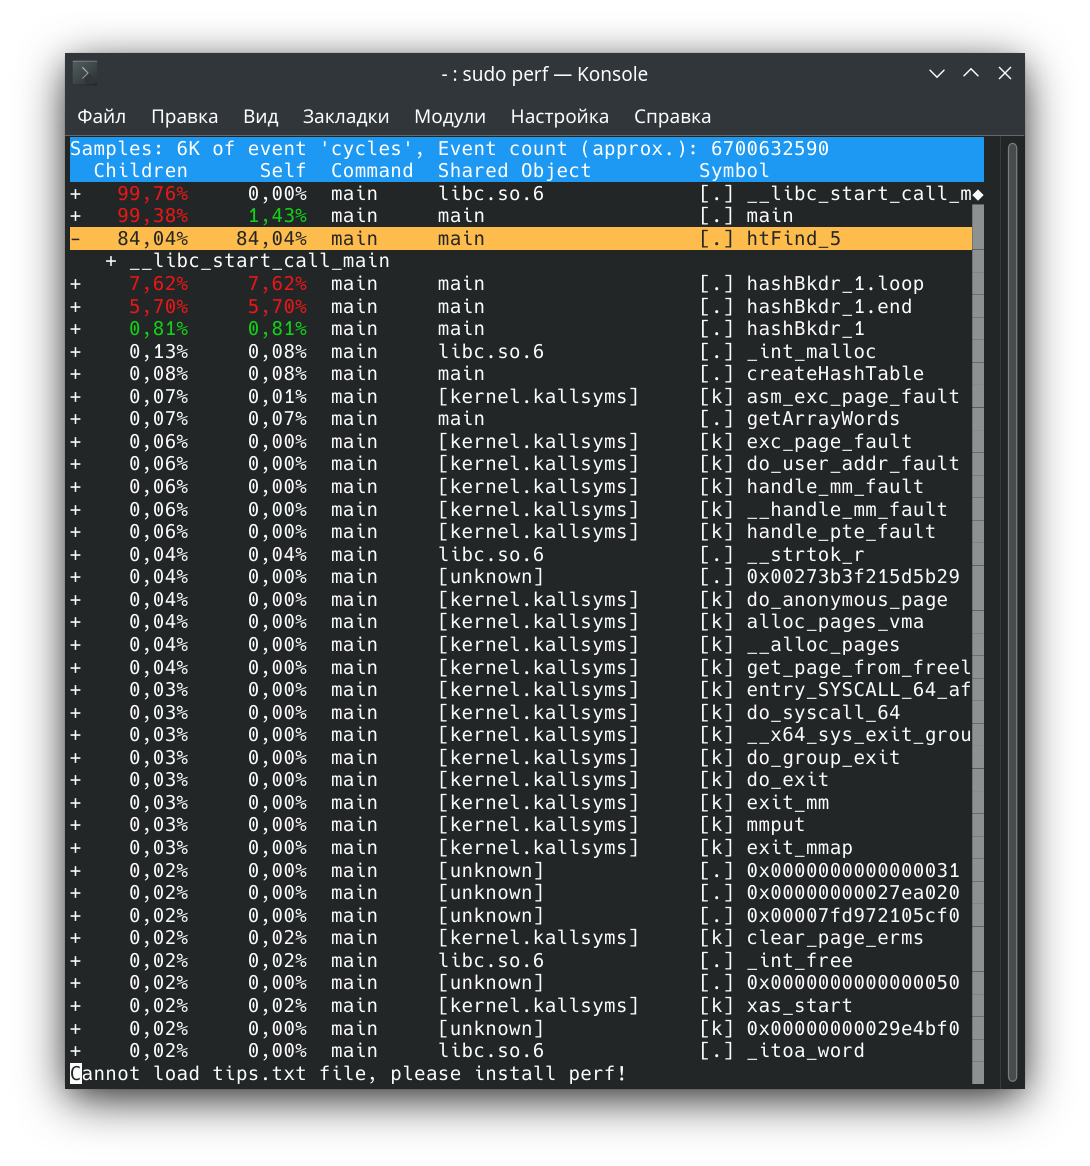 - : sudo perf — Konsole
Файл Правка Вид Закладки Модули Настройка Справка
Samples: 6K of event 'cycles', Event count (approx.): 6700632590
Children Self Command Shared Object Symbol
+ 99,76% 0,00% main libc.so.6 [.] __libc_start_call_m◆
+ 99,38% 1,43% main main [.] main
- 84,04% 84,04% main main [.] htFind_5
+ __libc_start_call_main
+ 7,62% 7,62% main main [.] hashBkdr_1.loop
+ 5,70% 5,70% main main [.] hashBkdr_1.end
+ 0,81% 0,81% main main [.] hashBkdr_1
+ 0,13% 0,08% main libc.so.6 [.] _int_malloc
+ 0,08% 0,08% main main [.] createHashTable
+ 0,07% 0,01% main [kernel.kallsyms] [k] asm_exc_page_fault
+ 0,07% 0,07% main main [.] getArrayWords
+ 0,06% 0,00% main [kernel.kallsyms] [k] exc_page_fault
+ 0,06% 0,00% main [kernel.kallsyms] [k] do_user_addr_fault
+ 0,06% 0,00% main [kernel.kallsyms] [k] handle_mm_fault
+ 0,06% 0,00% main [kernel.kallsyms] [k] __handle_mm_fault
+ 0,06% 0,00% main [kernel.kallsyms] [k] handle_pte_fault
+ 0,04% 0,04% main libc.so.6 [.] __strtok_r
+ 0,04% 0,00% main [unknown] [.] 0x00273b3f215d5b29
+ 0,04% 0,00% main [kernel.kallsyms] [k] do_anonymous_page
+ 0,04% 0,00% main [kernel.kallsyms] [k] alloc_pages_vma
+ 0,04% 0,00% main [kernel.kallsyms] [k] __alloc_pages
+ 0,04% 0,00% main [kernel.kallsyms] [k] get_page_from_freel
+ 0,03% 0,00% main [kernel.kallsyms] [k] entry_SYSCALL_64_af
+ 0,03% 0,00% main [kernel.kallsyms] [k] do_syscall_64
+ 0,03% 0,00% main [kernel.kallsyms] [k] __x64_sys_exit_grou
+ 0,03% 0,00% main [kernel.kallsyms] [k] do_group_exit
+ 0,03% 0,00% main [kernel.kallsyms] [k] do_exit
+ 0,03% 0,00% main [kernel.kallsyms] [k] exit_mm
+ 0,03% 0,00% main [kernel.kallsyms] [k] mmput
+ 0,03% 0,00% main [kernel.kallsyms] [k] exit_mmap
+ 0,02% 0,00% main [unknown] [.] 0x0000000000000031
+ 0,02% 0,00% main [unknown] [.] 0x00000000027ea020
+ 0,02% 0,00% main [unknown] [.] 0x00007fd972105cf0
+ 0,02% 0,02% main [kernel.kallsyms] [k] clear_page_erms
+ 0,02% 0,02% main libc.so.6 [.] _int_free
+ 0,02% 0,00% main [unknown] [.] 0x0000000000000050
+ 0,02% 0,02% main [kernel.kallsyms] [k] xas_start
+ 0,02% 0,00% main [unknown] [k] 0x00000000029e4bf0
+ 0,02% 0,00% main libc.so.6 [.] _itoa_word
Cannot load tips.txt file, please install perf!